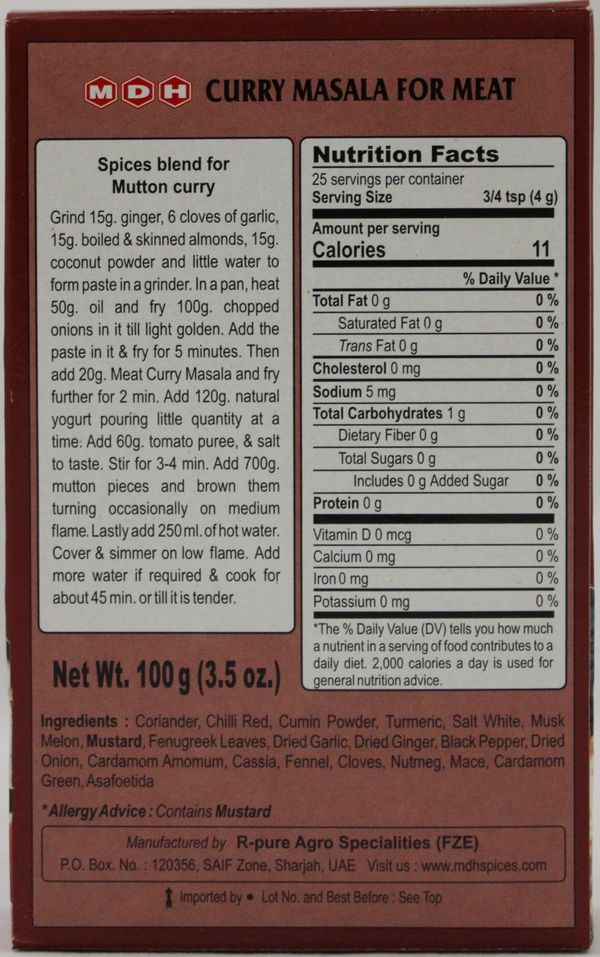 MDH CURRY MASALA FOR MEAT
Spices blend for
Mutton curry
Grind 15g. ginger, 6 cloves of garlic,
15g. boiled & skinned almonds, 15g.
coconut powder and little water to
form paste in a grinder. In a pan, heat
50g. oil and fry 100g. chopped
onions in it till light golden. Add the
paste in it & fry for 5 minutes. Then
add 20g. Meat Curry Masala and fry
further for 2 min. Add 120g. natural
yogurt pouring little quantity at a
time. Add 60g. tomato puree, & salt
to taste. Stir for 3-4 min. Add 700g.
mutton pieces and brown them
turning occasionally on medium
flame. Lastly add 250 ml. of hot water.
Cover & simmer on low flame. Add
more water if required & cook for
about 45 min. or till it is tender.
Net Wt. 100 g (3.5 oz.)
Nutrition Facts
25 servings per container
Serving Size 3/4 tsp (4 g)
Amount per serving
Calories 11
% Daily Value *
Total Fat 0 g 0 %
Saturated Fat 0 g 0 %
Trans Fat 0 g 0 %
Cholesterol 0 mg 0 %
Sodium 5 mg 0 %
Total Carbohydrates 1 g 0 %
Dietary Fiber 0 g 0 %
Total Sugars 0 g 0 %
Includes 0 g Added Sugar 0 %
Protein 0 g 0 %
Vitamin D 0 mcg 0 %
Calcium 0 mg 0 %
Iron 0 mg 0 %
Potassium 0 mg 0 %
*The % Daily Value (DV) tells you how much
a nutrient in a serving of food contributes to a
daily diet. 2,000 calories a day is used for
general nutrition advice.
Ingredients : Coriander, Chilli Red, Cumin Powder, Turmeric, Salt White, Musk
Melon, Mustard, Fenugreek Leaves, Dried Garlic, Dried Ginger, Black Pepper, Dried
Onion, Cardamom Amomum, Cassia, Fennel, Cloves, Nutmeg, Mace, Cardamom
Green, Asafoetida
*Allergy Advice : Contains Mustard
Manufactured by R-pure Agro Specialities (FZE)
P.O. Box. No. : 120356, SAIF Zone, Sharjah, UAE Visit us : www.mdhspices.com
Imported by • Lot No. and Best Before : See Top